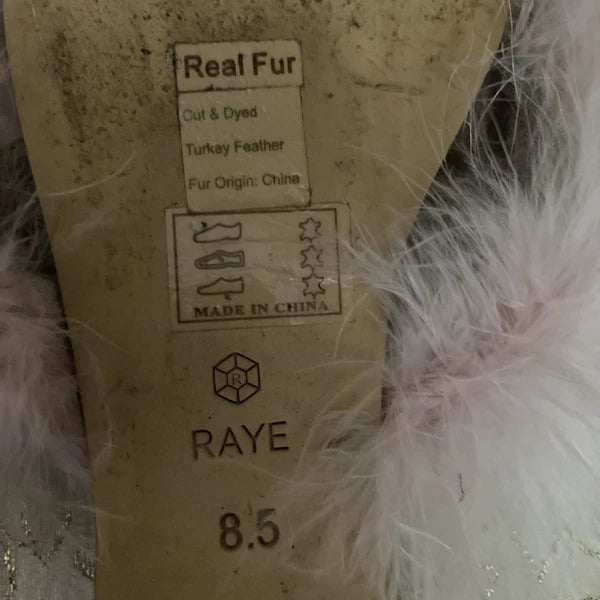 Real Fur
Cut & Dyed
Turkey Feather
Fur Origin: China
MADE IN CHINA
R
RAYE
8.5